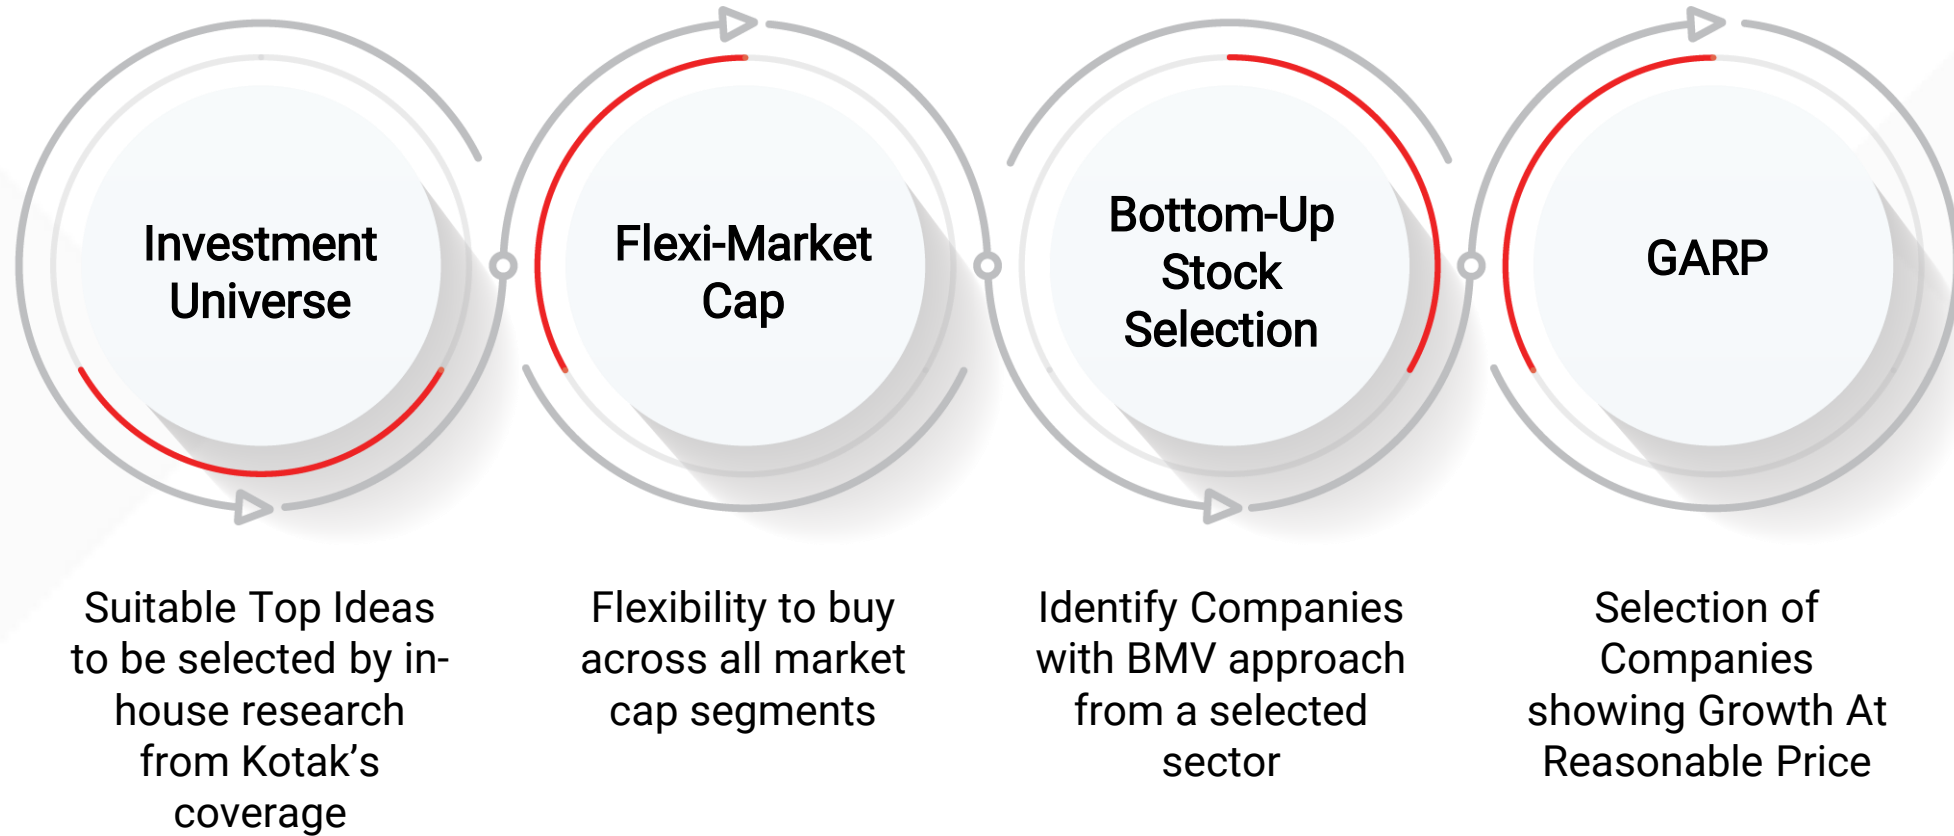 Investment
Universe
Flexi-Market
Cap
Bottom-Up
Stock
Selection
GARP
Suitable Top Ideas
to be selected by in-
house research
from Kotak’s
coverage
Flexibility to buy
across all market
cap segments
Identify Companies
with BMV approach
from a selected
sector
Selection of
Companies
showing Growth At
Reasonable Price